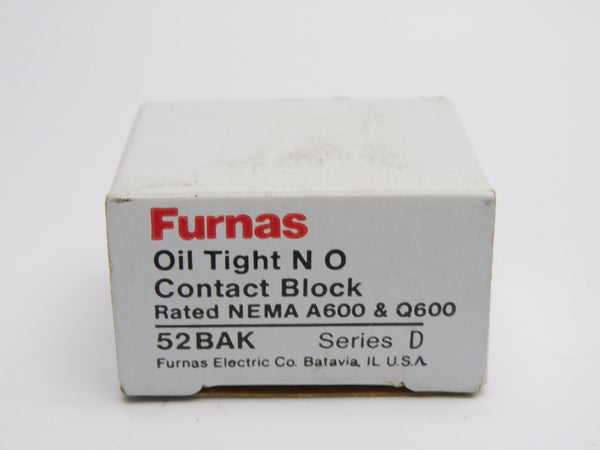 Furnas
Oil Tight N O
Contact Block
Rated NEMA A600 & Q600
52BAK Series D
Furnas Electric Co. Batavia, IL U.S.A.